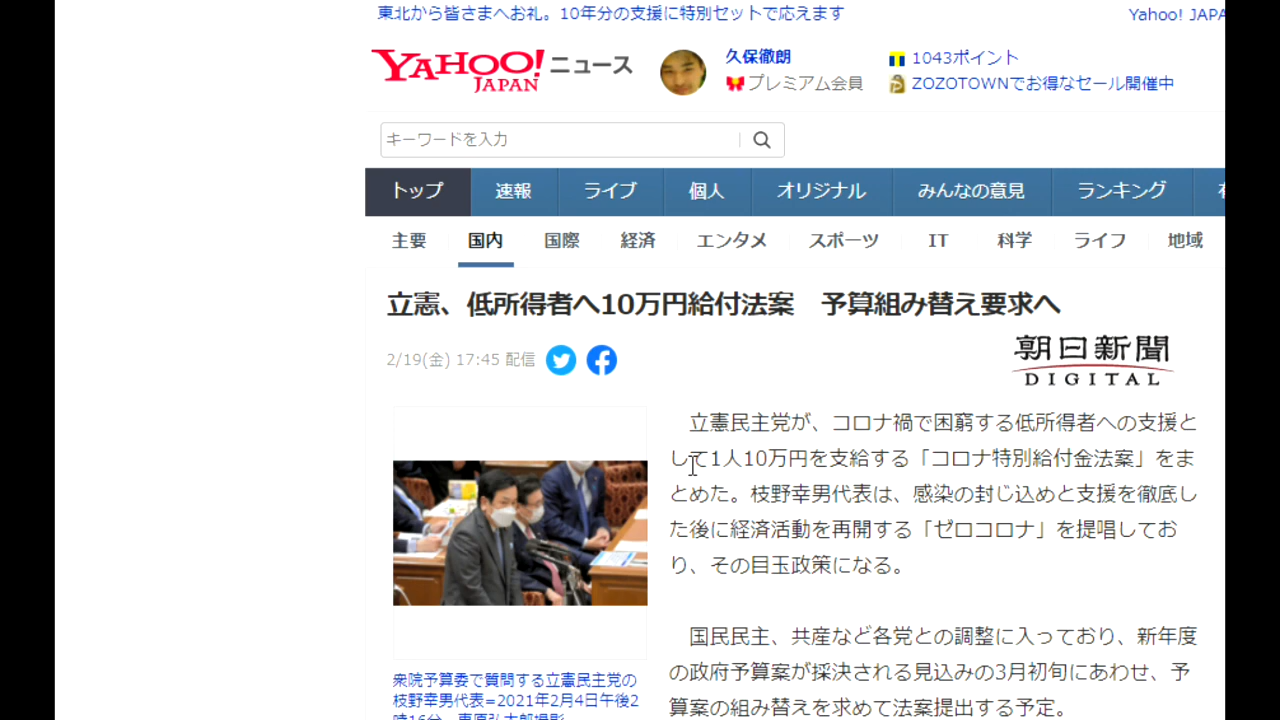 東北から皆さまへお礼。10年分の支援に特別セットで応えます
Yahoo! JAPA
YAHOO! JAPAN ニュース
久保徹朗
プレミアム会員
1043ポイント
ZOZOTOWNでお得なセール開催中
キーワードを入力
トップ 速報 ライブ 個人 オリジナル みんなの意見 ランキング
主要 国内 国際 経済 エンタメ スポーツ IT 科学 ライフ 地域
立憲、低所得者へ10万円給付法案　予算組み替え要求へ
2/19(金) 17:45 配信
朝日新聞
DIGITAL
立憲民主党が、コロナ禍で困窮する低所得者への支援と
して1人10万円を支給する「コロナ特別給付金法案」をま
とめた。枝野幸男代表は、感染の封じ込めと支援を徹底し
た後に経済活動を再開する「ゼロコロナ」を提唱してお
り、その目玉政策になる。
国民民主、共産など各党との調整に入っており、新年度
の政府予算案が採決される見込みの3月初旬にあわせ、予
算案の組み替えを求めて法案提出する予定。
衆院予算委で質問する立憲民主党の
枝野幸男代表=2021年2月4日午後2